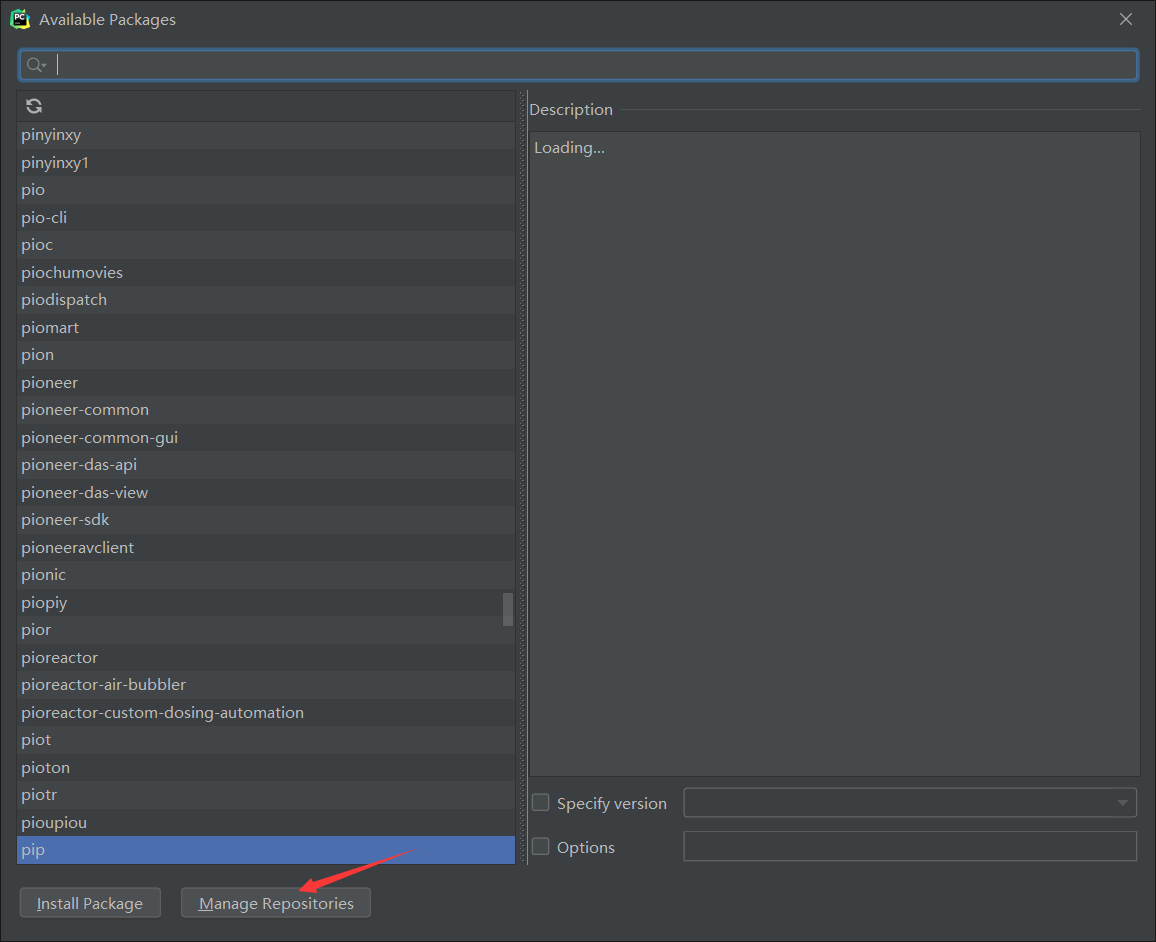 PC
Available Packages
Description
pinyinxy
Loading...
pinyinxy1
pio
pio-cli
pioc
piochumovies
piodispatch
piomart
pion
pioneer
pioneer-common
pioneer-common-gui
pioneer-das-api
pioneer-das-view
pioneer-sdk
pioneeravclient
pionic
piopiy
pior
pioreactor
pioreactor-air-bubbler
pioreactor-custom-dosing-automation
piot
pioton
piotr
pioupiou
pip
Specify version
Options
Install Package
Manage Repositories